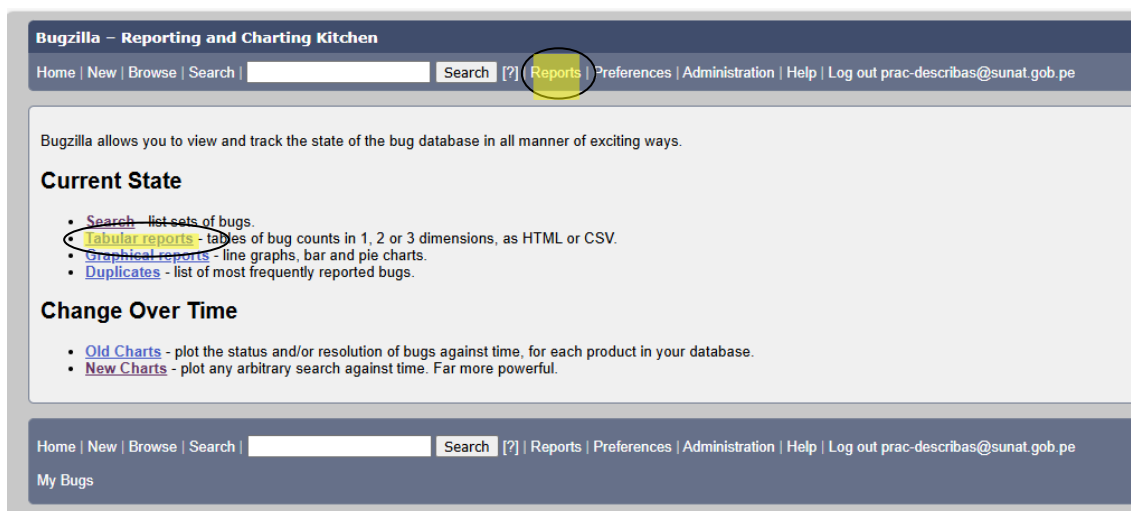 Bugzilla – Reporting and Charting Kitchen
Home | New | Browse | Search | Search [?] | Reports | Preferences | Administration | Help | Log out prac-describas@sunat.gob.pe
Bugzilla allows you to view and track the state of the bug database in all manner of exciting ways.
Current State
• Search - list sets of bugs.
• Tabular reports - tables of bug counts in 1, 2 or 3 dimensions, as HTML or CSV.
• Graphical reports - line graphs, bar and pie charts.
• Duplicates - list of most frequently reported bugs.
Change Over Time
• Old Charts - plot the status and/or resolution of bugs against time, for each product in your database.
• New Charts - plot any arbitrary search against time. Far more powerful.
Home | New | Browse | Search | Search [?] | Reports | Preferences | Administration | Help | Log out prac-describas@sunat.gob.pe
My Bugs